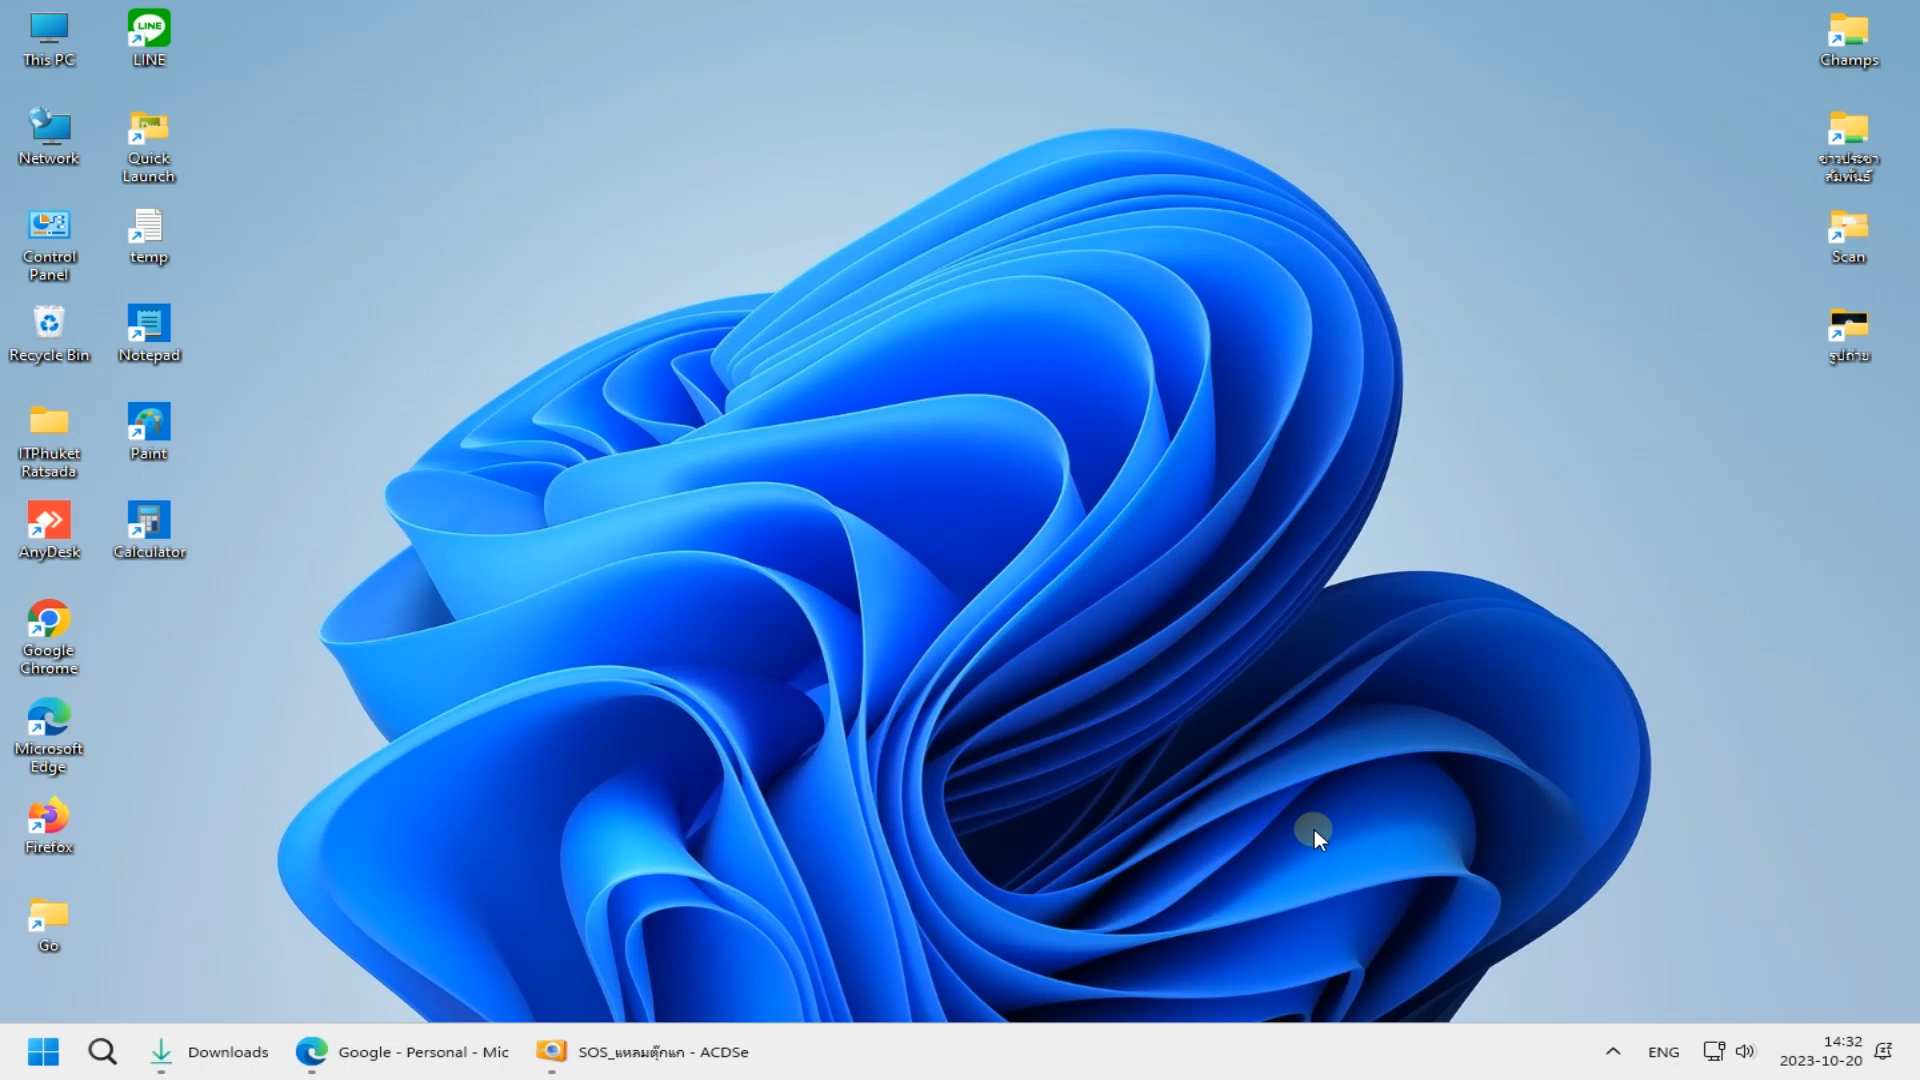 This PC
LINE
Network
Quick
Launch
Control
Panel
temp
Recycle Bin
Notepad
ITPhuket
Ratsada
Paint
AnyDesk
Calculator
Google
Chrome
Microsoft
Edge
Firefox
Go
Champs
ข่าวประชา
สัมพันธ์
Scan
รูปถ่าย
Downloads
Google - Personal - Mic
SOS_แหลมตุ๊กแก - ACDSe
ENG
14:32
2023-10-20